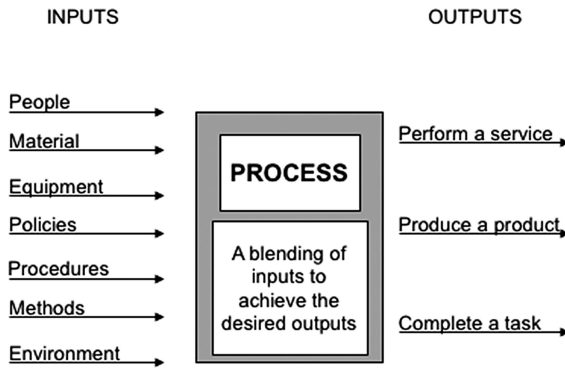 INPUTS
OUTPUTS
People
Material
Equipment
Policies
Procedures
Methods
Environment
PROCESS
A blending of
inputs to
achieve the
desired outputs
Perform a service
Produce a product
Complete a task